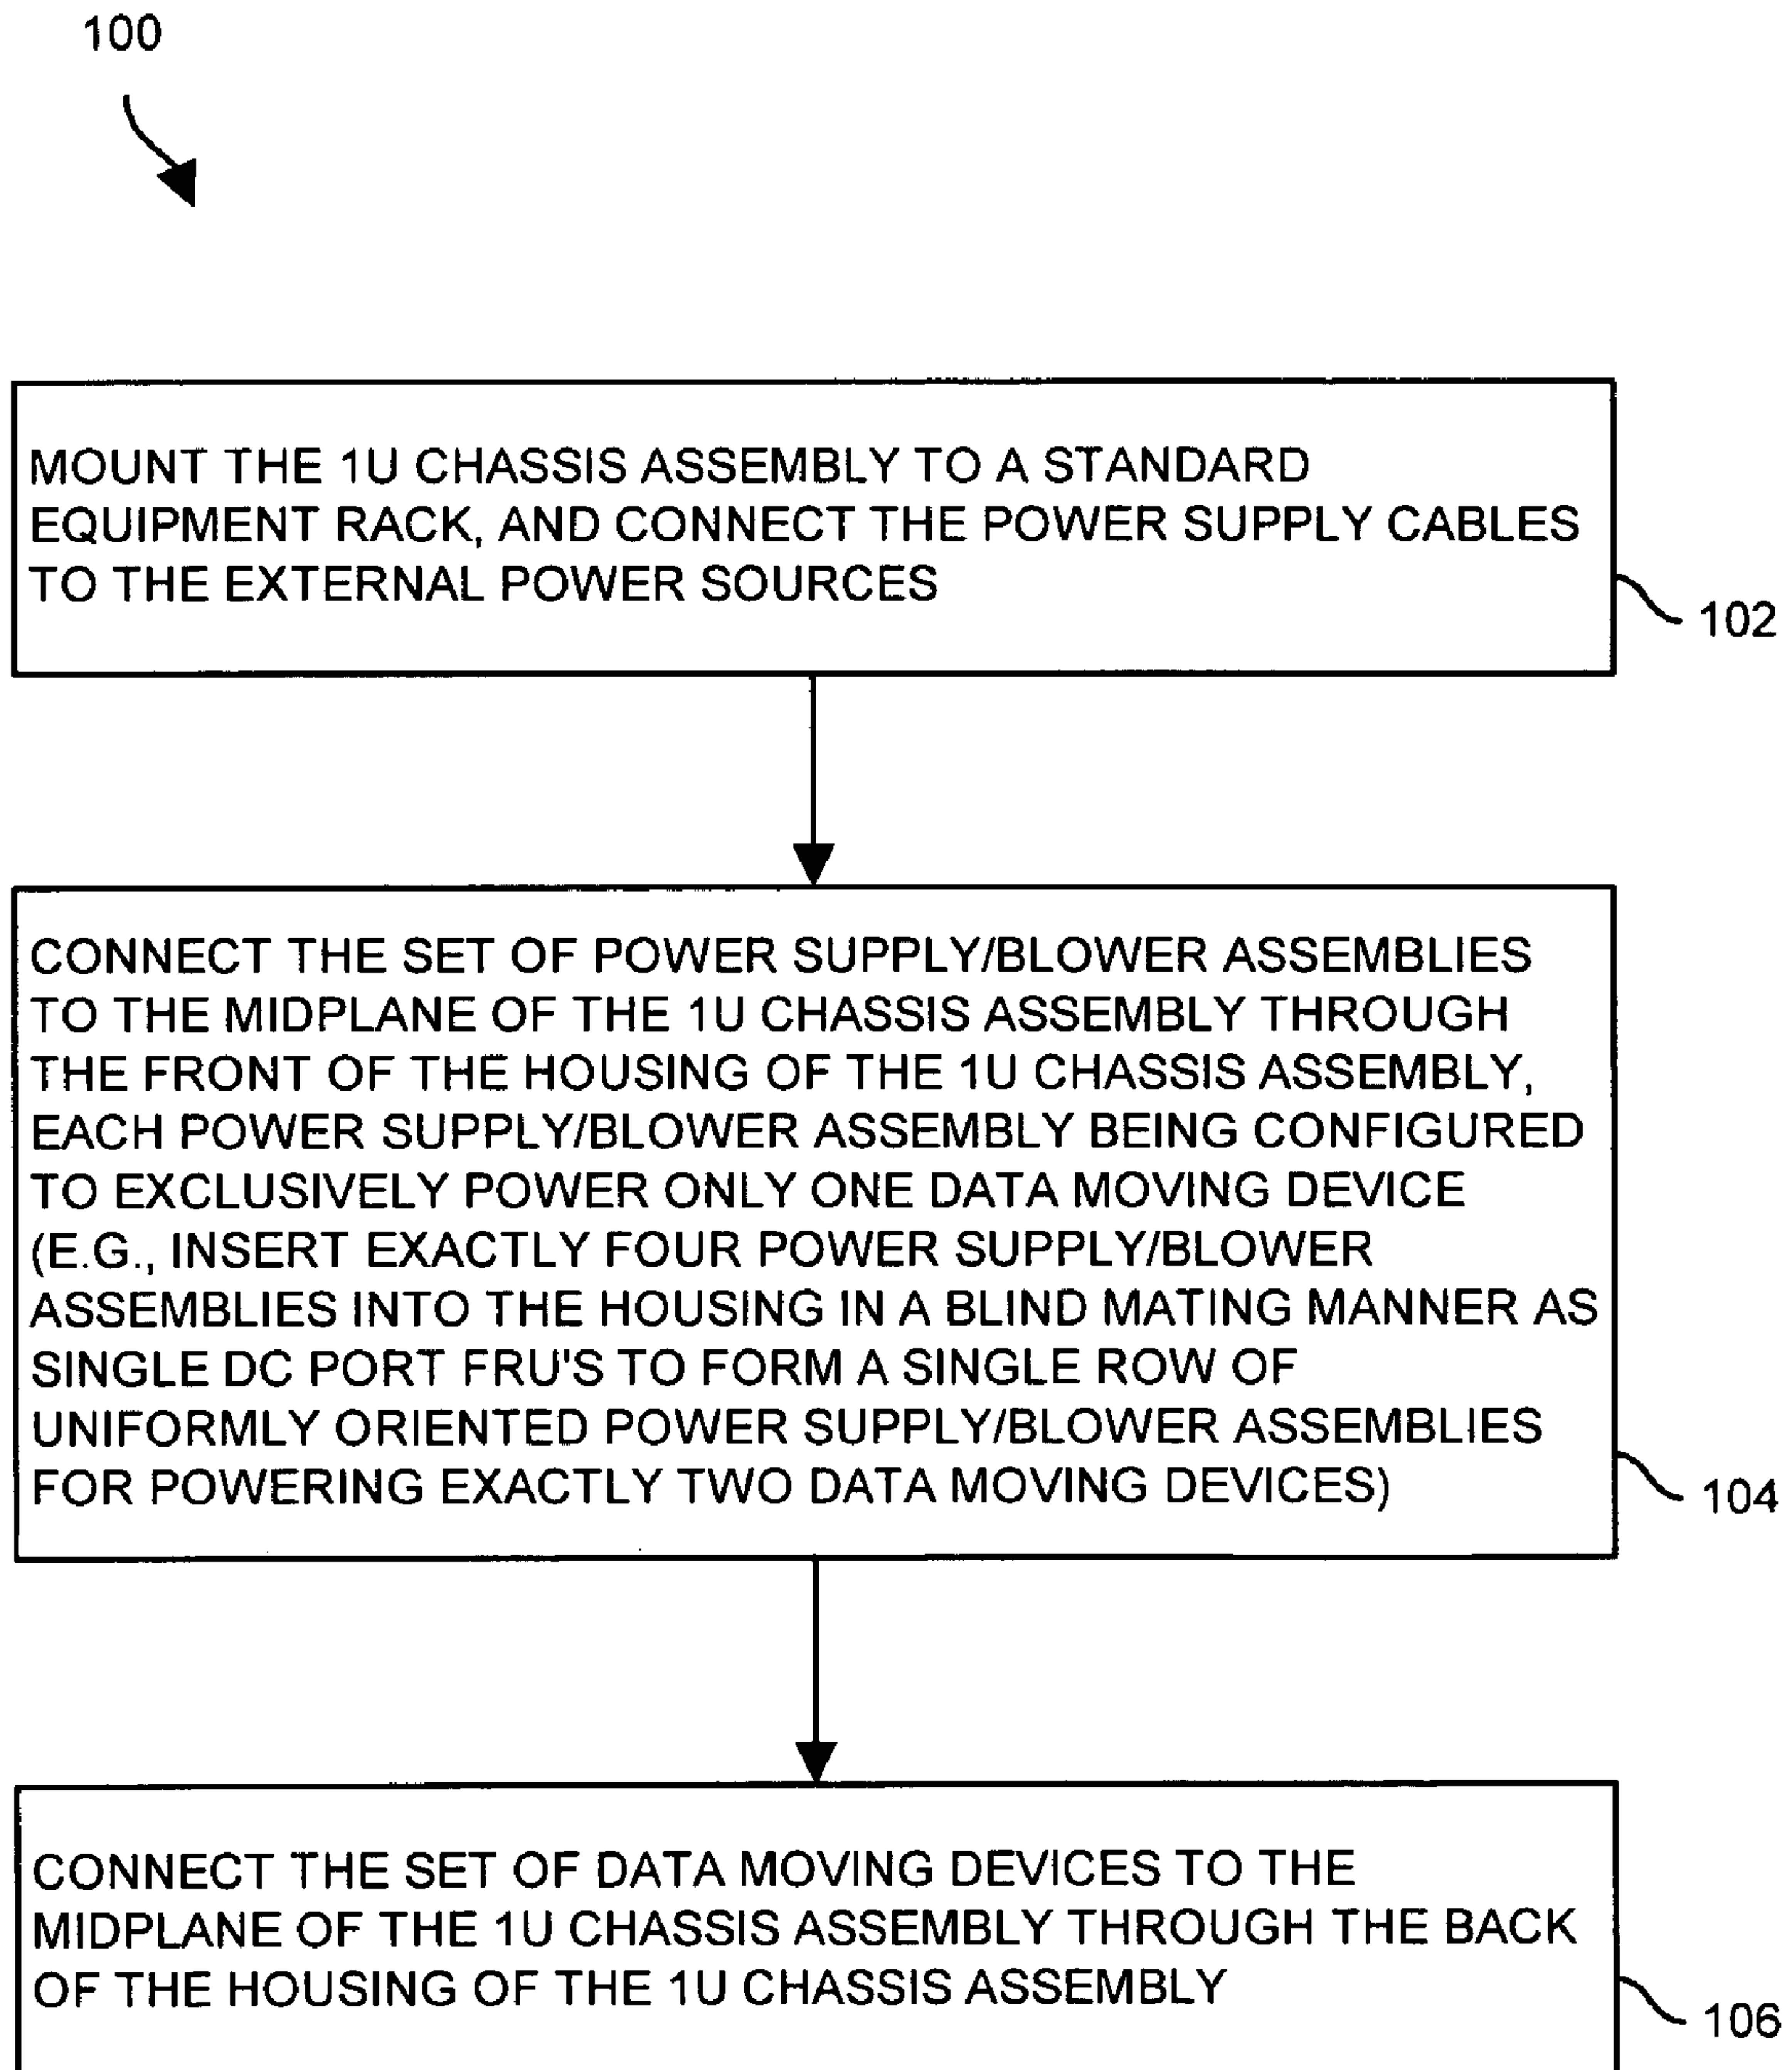 100
MOUNT THE 1U CHASSIS ASSEMBLY TO A STANDARD
EQUIPMENT RACK, AND CONNECT THE POWER SUPPLY CABLES
TO THE EXTERNAL POWER SOURCES
102
CONNECT THE SET OF POWER SUPPLY/BLOWER ASSEMBLIES
TO THE MIDPLANE OF THE 1U CHASSIS ASSEMBLY THROUGH
THE FRONT OF THE HOUSING OF THE 1U CHASSIS ASSEMBLY,
EACH POWER SUPPLY/BLOWER ASSEMBLY BEING CONFIGURED
TO EXCLUSIVELY POWER ONLY ONE DATA MOVING DEVICE
(E.G., INSERT EXACTLY FOUR POWER SUPPLY/BLOWER
ASSEMBLIES INTO THE HOUSING IN A BLIND MATING MANNER AS
SINGLE DC PORT FRU'S TO FORM A SINGLE ROW OF
UNIFORMLY ORIENTED POWER SUPPLY/BLOWER ASSEMBLIES
FOR POWERING EXACTLY TWO DATA MOVING DEVICES)
104
CONNECT THE SET OF DATA MOVING DEVICES TO THE
MIDPLANE OF THE 1U CHASSIS ASSEMBLY THROUGH THE BACK
OF THE HOUSING OF THE 1U CHASSIS ASSEMBLY
106